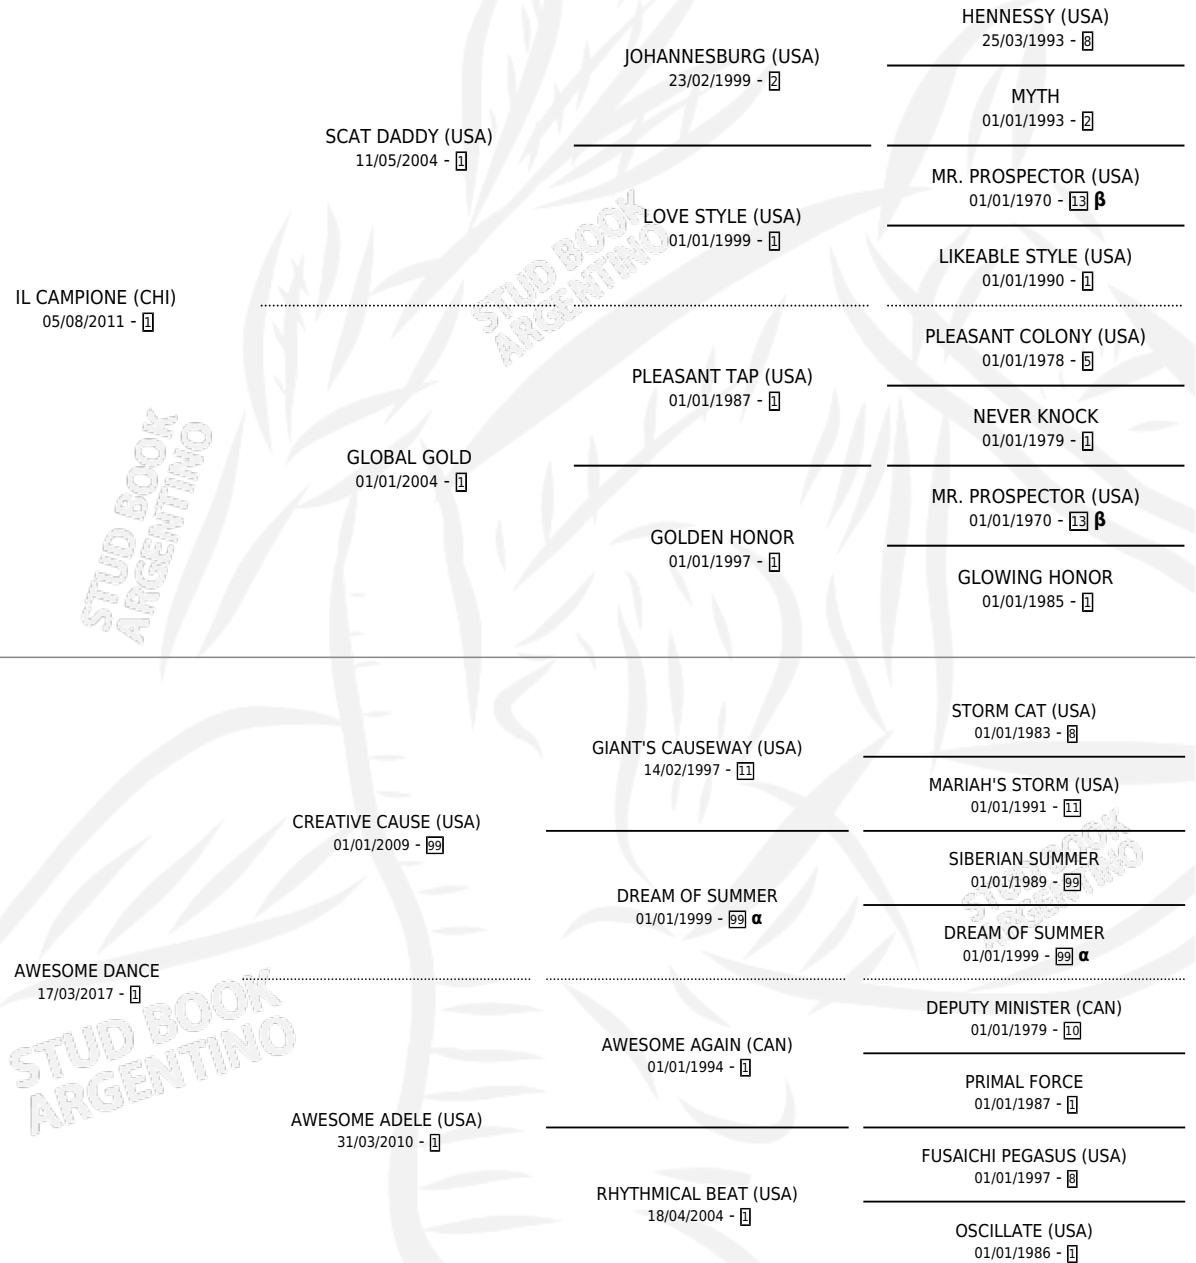 HENNESSY (USA)
25/03/1993 - 8
JOHANNESBURG (USA)
23/02/1999 - 2
MYTH
01/01/1993 - 2
SCAT DADDY (USA)
11/05/2004 - 1
MR. PROSPECTOR (USA)
01/01/1970 - 13 β
LOVE STYLE (USA)
01/01/1999 - 1
LIKEABLE STYLE (USA)
01/01/1990 - 1
IL CAMPIONE (CHI)
05/08/2011 - 1
PLEASANT COLONY (USA)
01/01/1978 - 5
PLEASANT TAP (USA)
01/01/1987 - 1
NEVER KNOCK
01/01/1979 - 1
GLOBAL GOLD
01/01/2004 - 1
MR. PROSPECTOR (USA)
01/01/1970 - 13 β
GOLDEN HONOR
01/01/1997 - 1
GLOWING HONOR
01/01/1985 - 1
STORM CAT (USA)
01/01/1983 - 8
GIANT'S CAUSEWAY (USA)
14/02/1997 - 11
MARIAH'S STORM (USA)
01/01/1991 - 11
CREATIVE CAUSE (USA)
01/01/2009 - 99
SIBERIAN SUMMER
01/01/1989 - 99
DREAM OF SUMMER
01/01/1999 - 99 α
DREAM OF SUMMER
01/01/1999 - 99 α
AWESOME DANCE
17/03/2017 - 1
DEPUTY MINISTER (CAN)
01/01/1979 - 10
AWESOME AGAIN (CAN)
01/01/1994 - 1
PRIMAL FORCE
01/01/1987 - 1
AWESOME ADELE (USA)
31/03/2010 - 1
FUSAICHI PEGASUS (USA)
01/01/1997 - 8
RHYTHMICAL BEAT (USA)
18/04/2004 - 1
OSCILLATE (USA)
01/01/1986 - 1
STUD BOOK
ARGENTINO
STUD BOOK
ARGENTINO
STUD BOOK
ARGENTINO
STUD BOOK
ARGENTINO